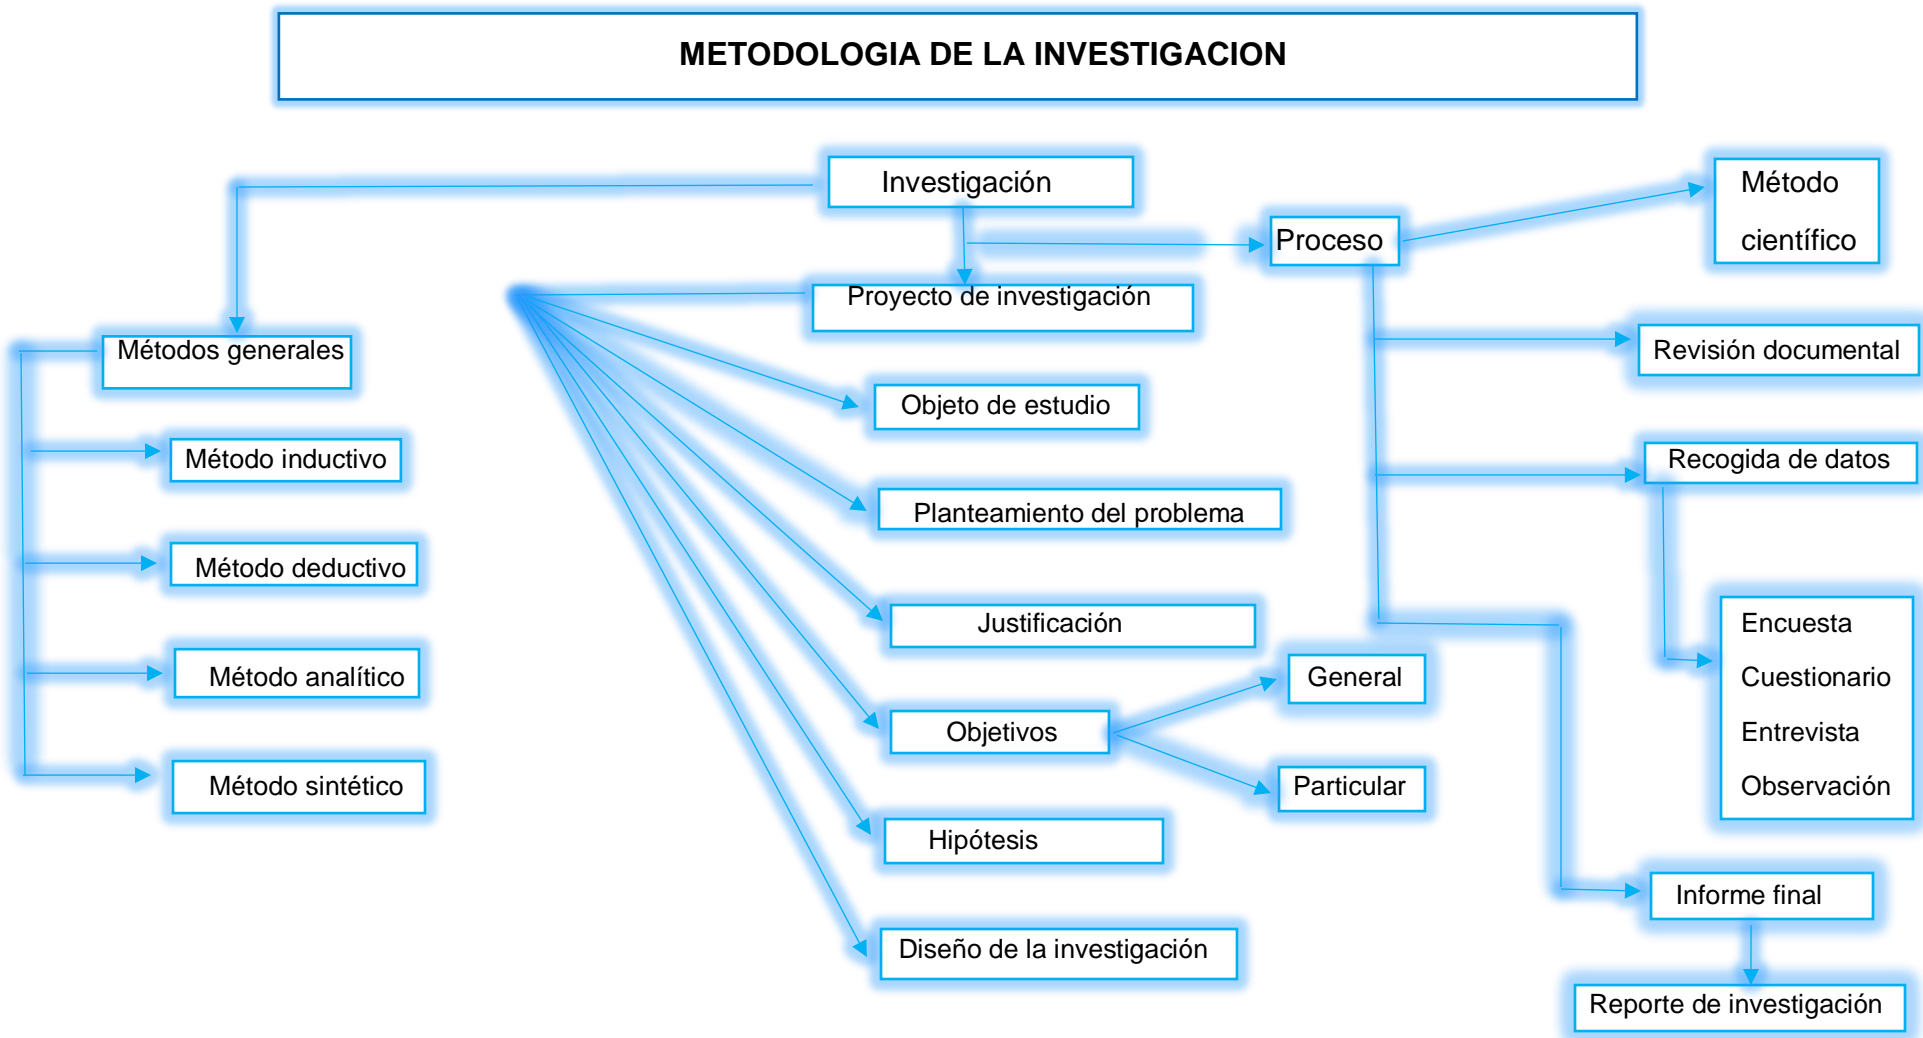 METODOLOGIA DE LA INVESTIGACION
Investigación
Proceso
Método
científico
Proyecto de investigación
Métodos generales
Revisión documental
Objeto de estudio
Método inductivo
Recogida de datos
Planteamiento del problema
Método deductivo
Justificación
Encuesta
Cuestionario
Entrevista
Observación
Método analítico
General
Objetivos
Particular
Método sintético
Hipótesis
Informe final
Diseño de la investigación
Reporte de investigación